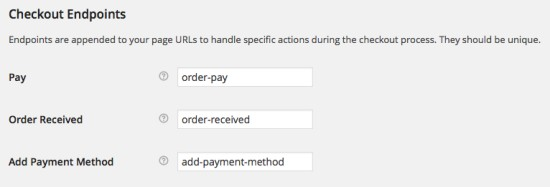 Checkout Endpoints
Endpoints are appended to your page URLs to handle specific actions during the checkout process. They should be unique.
Pay ? order-pay
Order Received ? order-received
Add Payment Method ? add-payment-method